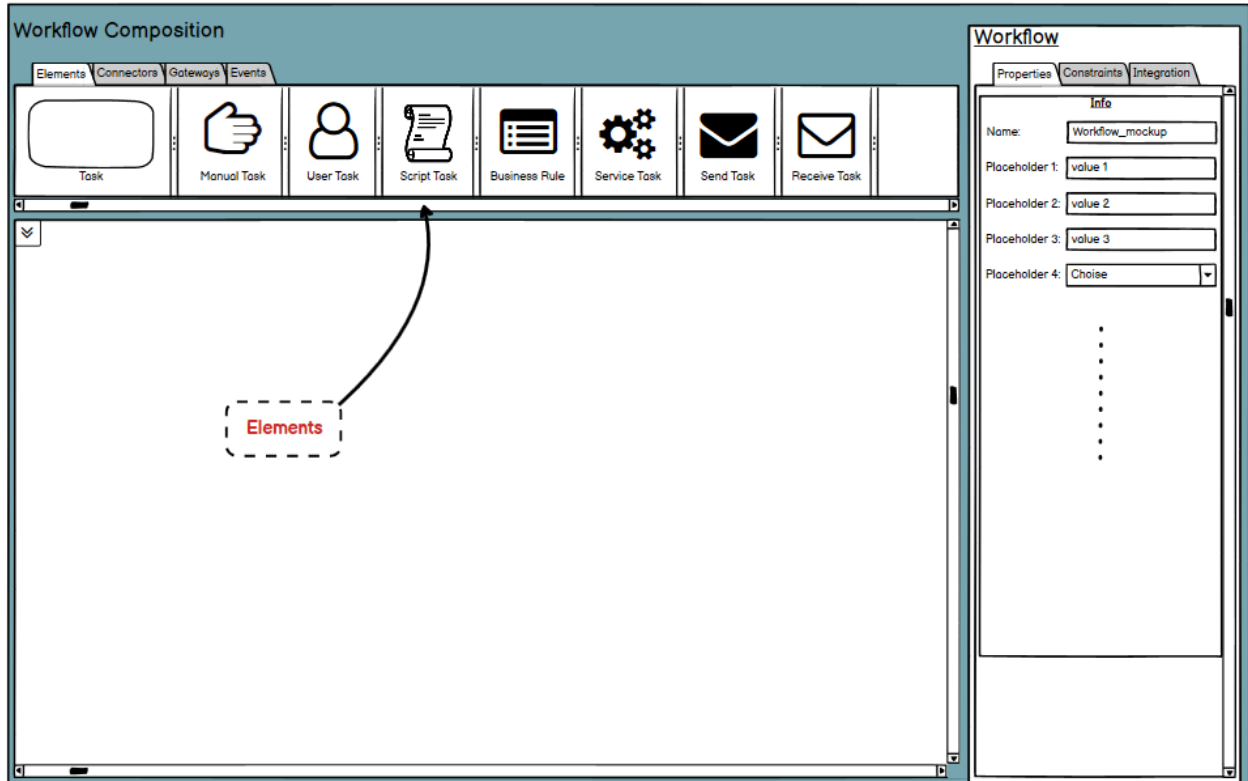 Workflow Composition
Elements Connectors Gateways Events
Task Manual Task User Task Script Task Business Rule Service Task Send Task Receive Task
Elements
Workflow
Properties Constraints Integration
Info
Name: Workflow_mockup
Placeholder 1: value 1
Placeholder 2: value 2
Placeholder 3: value 3
Placeholder 4: Choise